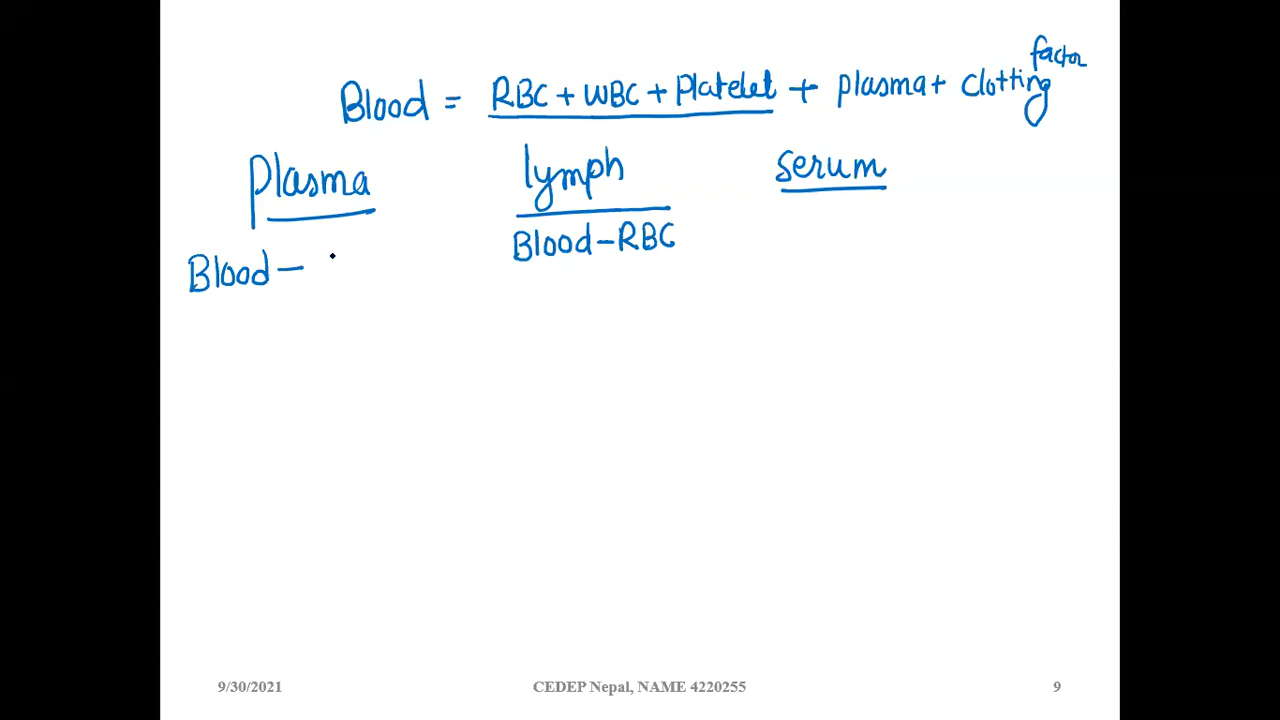 factor
Blood = RBC + WBC + Platelet + plasma + clotting
Plasma lymph serum
Blood - Blood - RBC
9/30/2021 CEDEP Nepal, NAME 4220255 9